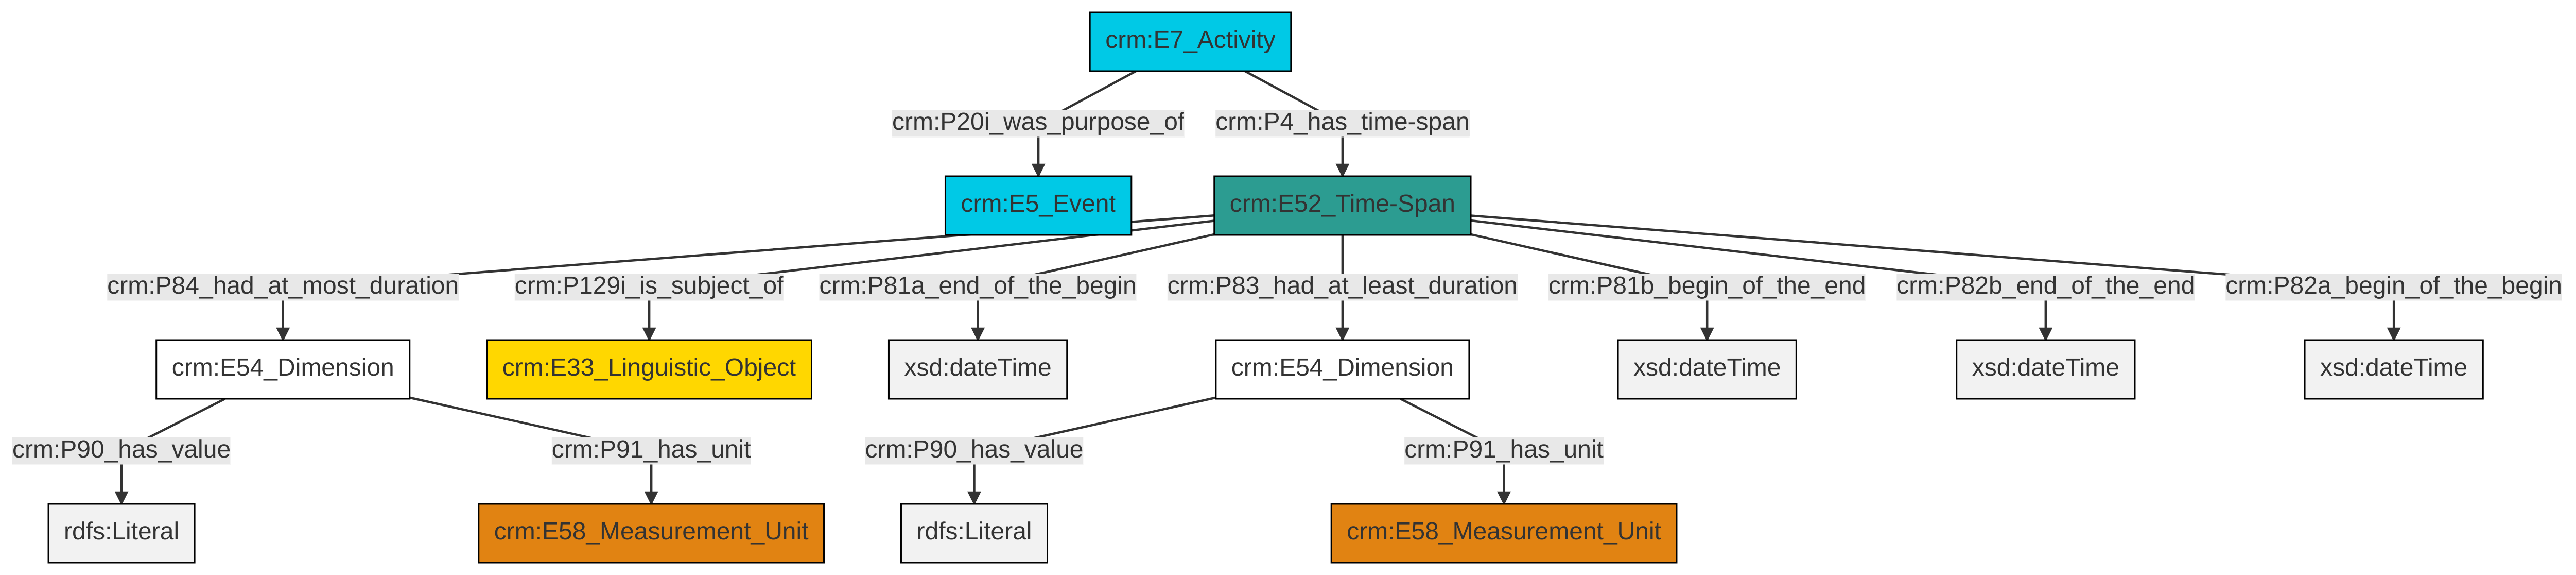 crm:E7_Activity
crm:P20i_was_purpose_of
crm:P4_has_time-span
crm:E5_Event
crm:E52_Time-Span
crm:P84_had_at_most_duration
crm:P129i_is_subject_of
crm:P81a_end_of_the_begin
crm:P83_had_at_least_duration
crm:P81b_begin_of_the_end
crm:P82b_end_of_the_end
crm:P82a_begin_of_the_begin
crm:E54_Dimension
crm:E33_Linguistic_Object
xsd:dateTime
crm:E54_Dimension
xsd:dateTime
xsd:dateTime
xsd:dateTime
crm:P90_has_value
crm:P91_has_unit
crm:P90_has_value
crm:P91_has_unit
rdfs:Literal
crm:E58_Measurement_Unit
rdfs:Literal
crm:E58_Measurement_Unit